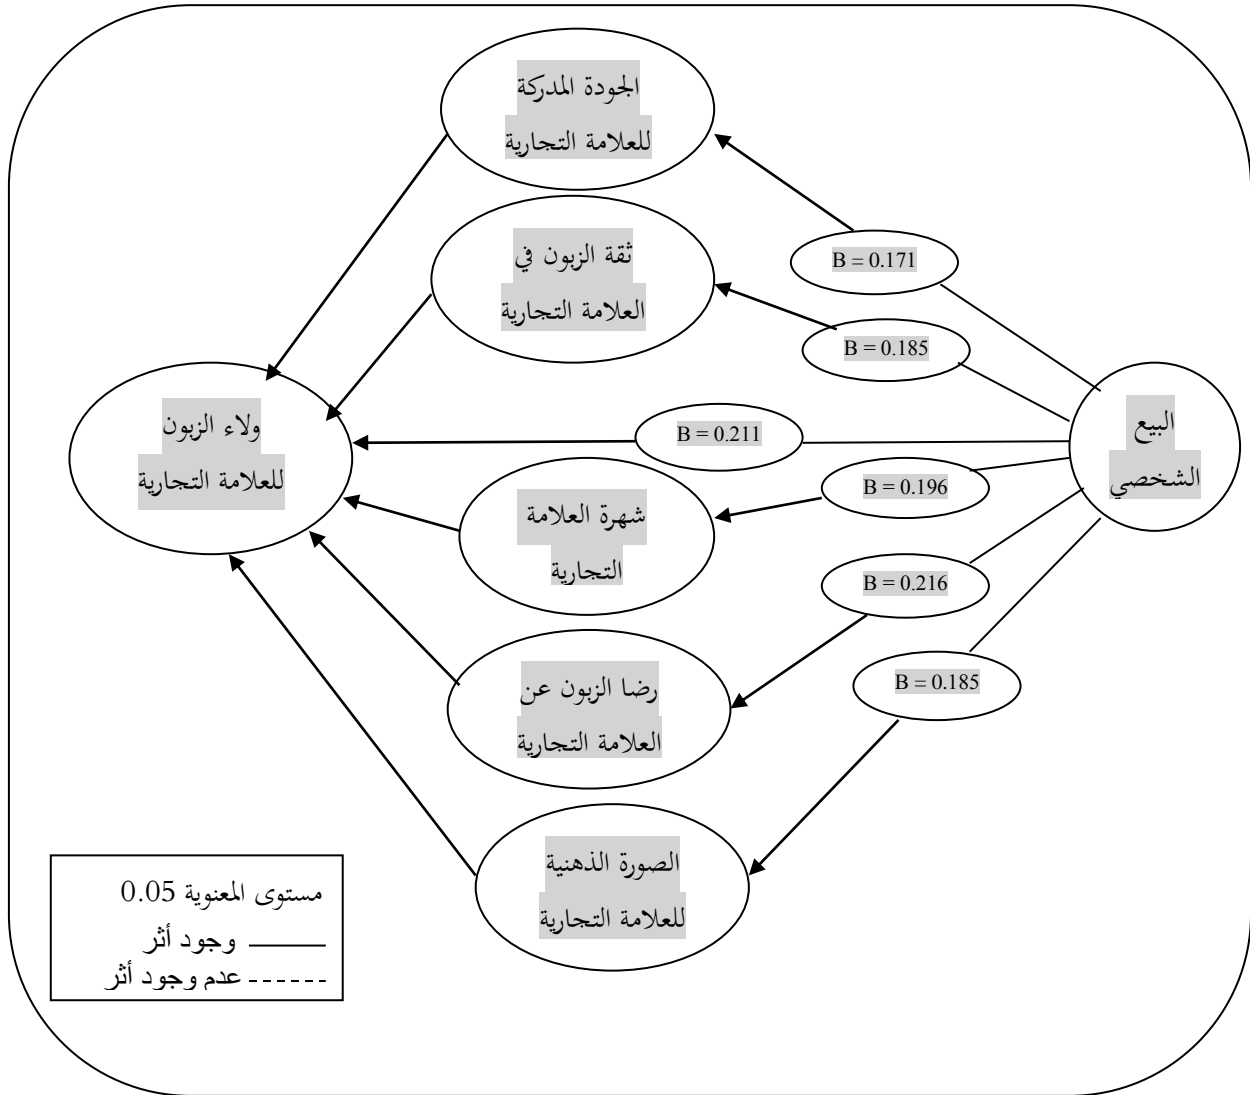 الجودة المدركة
للعلامة التجارية
B = 0.171
ثقة الزبون في
العلامة التجارية
B = 0.185
البيع
الشخصي
ولاء الزبون
للعلامة التجارية
B = 0.211
B = 0.196
شهرة العلامة
التجارية
B = 0.216
رضا الزبون عن
العلامة التجارية
B = 0.185
الصورة الذهنية
للعلامة التجارية
مستوى المعنوية 0.05
وجود أثر
عدم وجود أثر